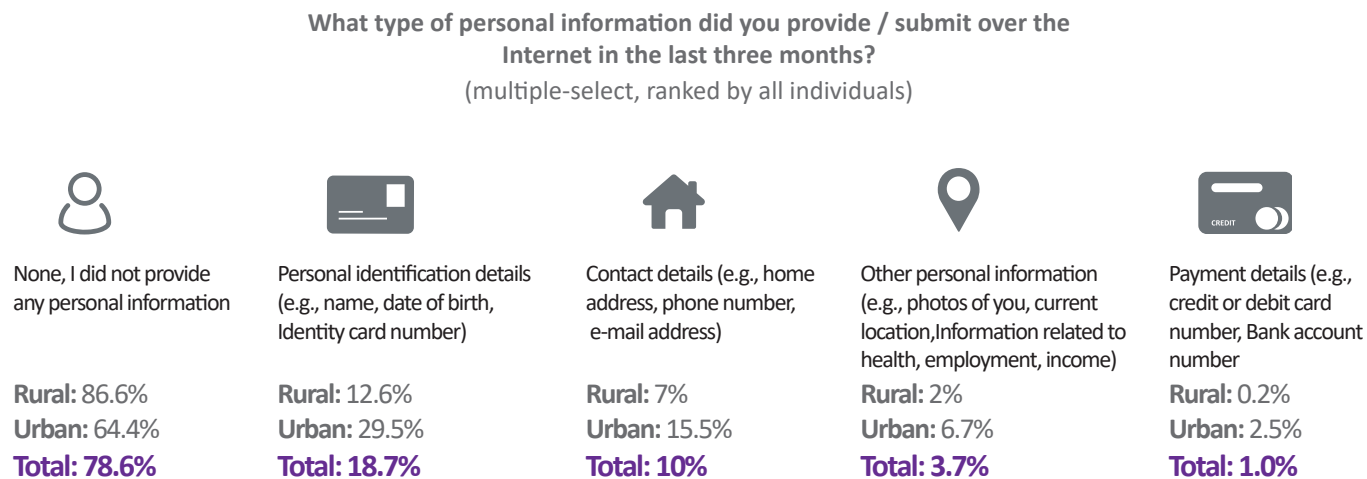 What type of personal information did you provide / submit over the
Internet in the last three months?
(multiple-select, ranked by all individuals)
None, I did not provide
any personal information
Rural: 86.6%
Urban: 64.4%
Total: 78.6%
Personal identification details
(e.g., name, date of birth,
Identity card number)
Rural: 12.6%
Urban: 29.5%
Total: 18.7%
Contact details (e.g., home
address, phone number,
e-mail address)
Rural: 7%
Urban: 15.5%
Total: 10%
Other personal information
(e.g., photos of you, current
location,Information related to
health, employment, income)
Rural: 2%
Urban: 6.7%
Total: 3.7%
CREDIT
Payment details (e.g.,
credit or debit card
number, Bank account
number
Rural: 0.2%
Urban: 2.5%
Total: 1.0%